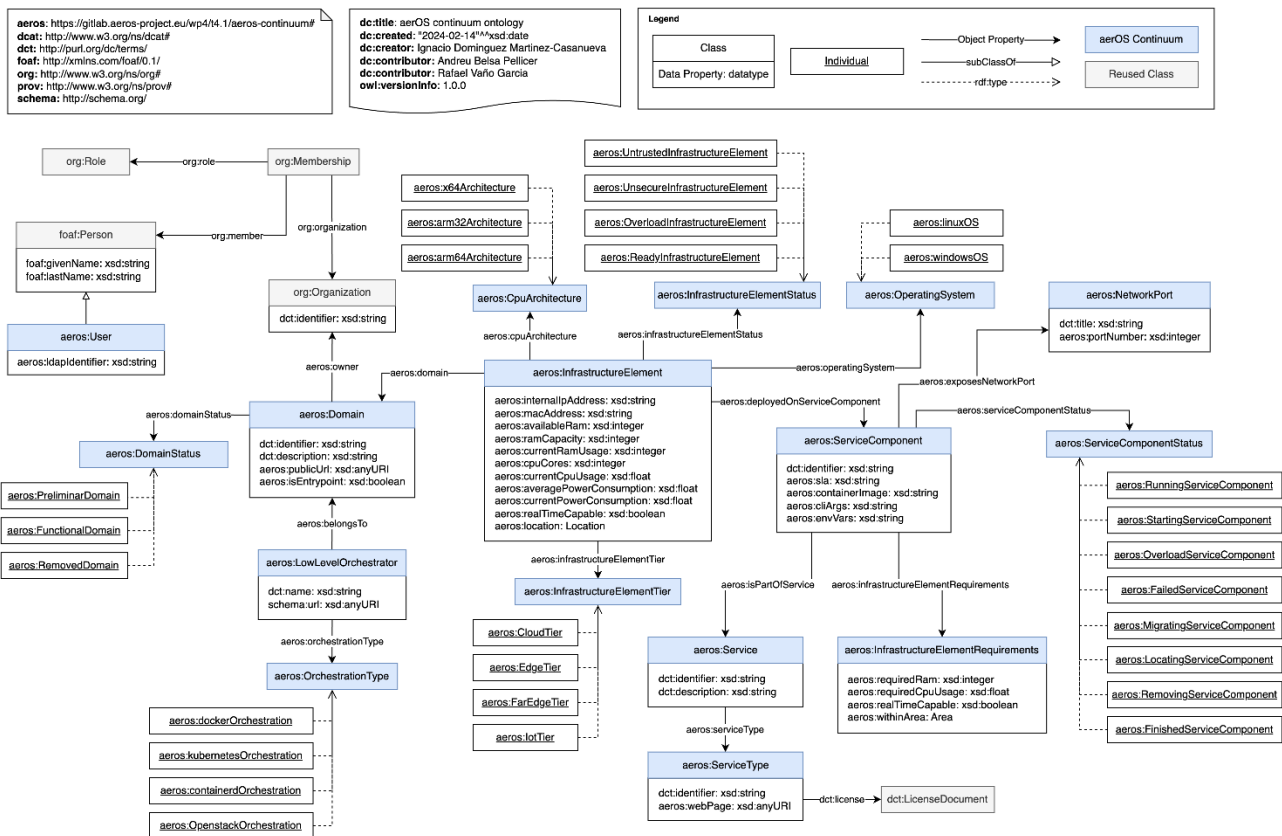 aeros: https://gitlab.aeros-project.eu/wp4/t4.1/aeros-continuum#
dcat: http://www.w3.org/ns/dcat#
dct: http://purl.org/dc/terms/
foaf: http://xmlns.com/foaf/0.1/
org: http://www.w3.org/ns/org#
prov: http://www.w3.org/ns/prov#
schema: http://schema.org/
dc:title: aerOS continuum ontology
dc:created: "2024-02-14"^^xsd:date
dc:creator: Ignacio Dominguez Martinez-Casanueva
dc:contributor: Andreu Belsa Pellicer
dc:contributor: Rafael Vaño Garcia
owl:versionInfo: 1.0.0
Legend
Class
Data Property: datatype
Individual
Object Property
subClassOf
rdf:type
aerOS Continuum
Reused Class
org:Role
org:role
org:Membership
org:member
org:organization
foaf:Person
foaf:givenName: xsd:string
foaf:lastName: xsd:string
aeros:User
aeros:ldapIdentifier: xsd:string
org:Organization
dct:identifier: xsd:string
aeros:owner
aeros:x64Architecture
aeros:arm32Architecture
aeros:arm64Architecture
aeros:CpuArchitecture
aeros:cpuArchitecture
aeros:UntrustedInfrastructureElement
aeros:UnsecureInfrastructureElement
aeros:OverloadInfrastructureElement
aeros:ReadyInfrastructureElement
aeros:InfrastructureElementStatus
aeros:infrastructureElementStatus
aeros:linuxOS
aeros:windowsOS
aeros:OperatingSystem
aeros:operatingSystem
aeros:NetworkPort
dct:title: xsd:string
aeros:portNumber: xsd:integer
aeros:exposesNetworkPort
aeros:domain
aeros:InfrastructureElement
aeros:internalIpAddress: xsd:string
aeros:macAddress: xsd:string
aeros:availableRam: xsd:integer
aeros:ramCapacity: xsd:integer
aeros:currentRamUsage: xsd:integer
aeros:cpuCores: xsd:integer
aeros:currentCpuUsage: xsd:float
aeros:averagePowerConsumption: xsd:float
aeros:currentPowerConsumption: xsd:float
aeros:realTimeCapable: xsd:boolean
aeros:location: Location
aeros:deployedOnServiceComponent
aeros:domainStatus
aeros:Domain
dct:identifier: xsd:string
dct:description: xsd:string
aeros:publicUrl: xsd:anyURI
aeros:isEntrypoint: xsd:boolean
aeros:DomainStatus
aeros:PreliminarDomain
aeros:FunctionalDomain
aeros:RemovedDomain
aeros:belongsTo
aeros:LowLevelOrchestrator
dct:name: xsd:string
schema:url: xsd:anyURI
aeros:orchestrationType
aeros:OrchestrationType
aeros:dockerOrchestration
aeros:kubernetesOrchestration
aeros:containerdOrchestration
aeros:OpenstackOrchestration
aeros:infrastructureElementTier
aeros:InfrastructureElementTier
aeros:CloudTier
aeros:EdgeTier
aeros:FarEdgeTier
aeros:IotTier
aeros:ServiceComponent
dct:identifier: xsd:string
aeros:sla: xsd:string
aeros:containerImage: xsd:string
aeros:cliArgs: xsd:string
aeros:envVars: xsd:string
aeros:serviceComponentStatus
aeros:ServiceComponentStatus
aeros:RunningServiceComponent
aeros:StartingServiceComponent
aeros:OverloadServiceComponent
aeros:FailedServiceComponent
aeros:MigratingServiceComponent
aeros:LocatingServiceComponent
aeros:RemovingServiceComponent
aeros:FinishedServiceComponent
aeros:isPartOfService
aeros:infrastructureElementRequirements
aeros:Service
dct:identifier: xsd:string
dct:description: xsd:string
aeros:InfrastructureElementRequirements
aeros:requiredRam: xsd:integer
aeros:requiredCpuUsage: xsd:float
aeros:realTimeCapable: xsd:boolean
aeros:withinArea: Area
aeros:serviceType
aeros:ServiceType
dct:identifier: xsd:string
aeros:webPage: xsd:anyURI
dct:license
dct:LicenseDocument